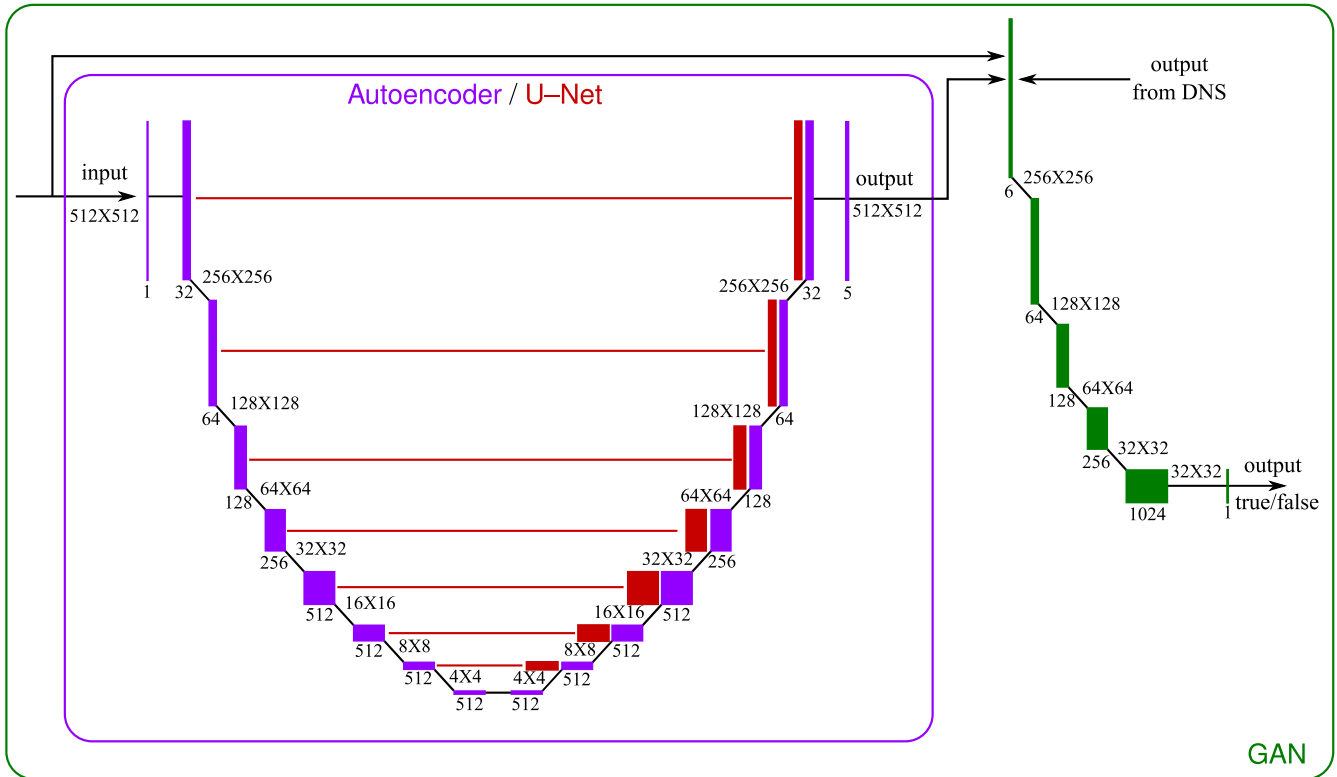 Autoencoder / U–Net
output
from DNS
input
512X512
output
512X512
6
256X256
1
32
256X256
256X256
32
5
64
128X128
64
128X128
128X128
64
128
64X64
128
64X64
64X64
128
256
32X32
256
32X32
32X32
256
32X32
output
true/false
1024
1
512
16X16
16X16
512
512
8X8
8X8
512
512
4X4
4X4
512
512
512
GAN